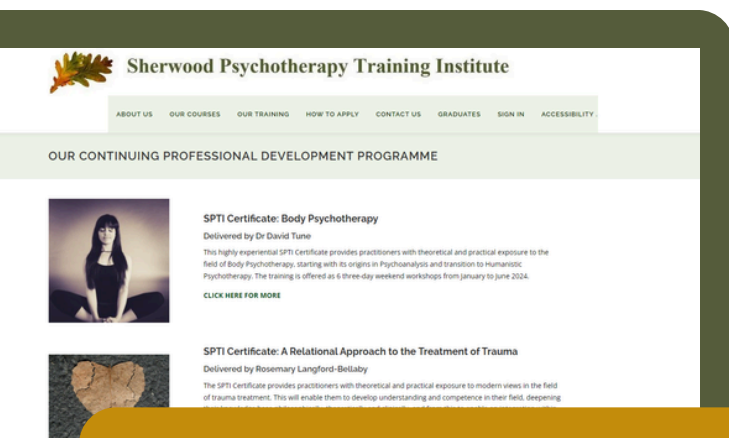 Sherwood Psychotherapy Training Institute
ABOUT US OUR COURSES OUR TRAINING HOW TO APPLY CONTACT US GRADUATES SIGN IN ACCESSIBILITY
OUR CONTINUING PROFESSIONAL DEVELOPMENT PROGRAMME
SPTI Certificate: Body Psychotherapy
Delivered by Dr David Tune
This highly experiential SPTI Certificate provides practitioners with theoretical and practical exposure to the
field of Body Psychotherapy, starting with its origins in Psychoanalysis and transition to Humanistic
Psychotherapy. The training is offered as 6 three-day weekend workshops from January to June 2024.
CLICK HERE FOR MORE
SPTI Certificate: A Relational Approach to the Treatment of Trauma
Delivered by Rosemary Langford-Bellaby
The SPTI Certificate provides practitioners with theoretical and practical exposure to modern views in the field
of trauma treatment. This will enable them to develop understanding and competence in their field, deepening